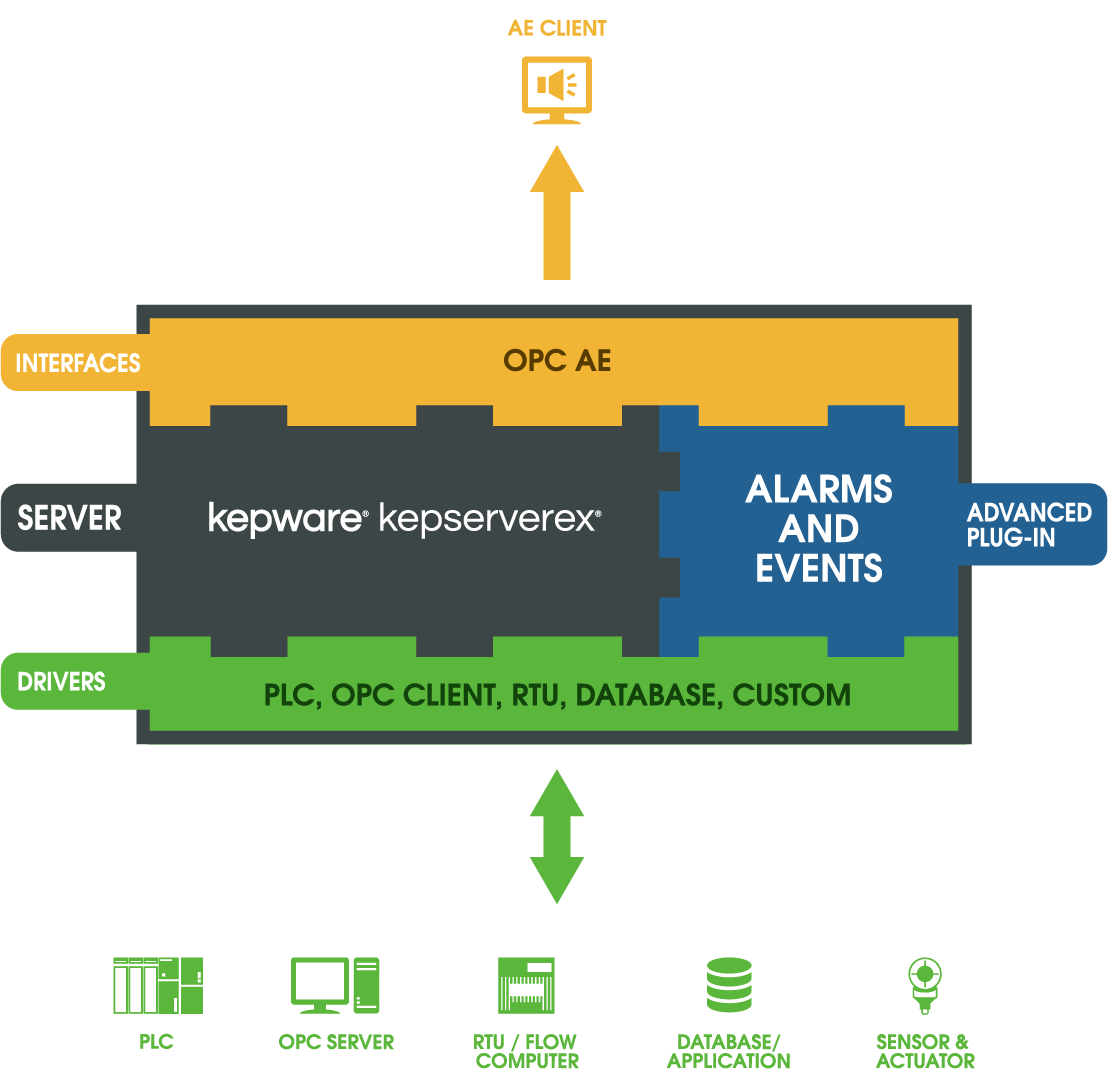 AE CLIENT
INTERFACES
OPC AE
SERVER
kepware® kepserverex®
ALARMS
AND
EVENTS
ADVANCED
PLUG-IN
DRIVERS
PLC, OPC CLIENT, RTU, DATABASE, CUSTOM
PLC
OPC SERVER
RTU / FLOW
COMPUTER
DATABASE/
APPLICATION
SENSOR &
ACTUATOR